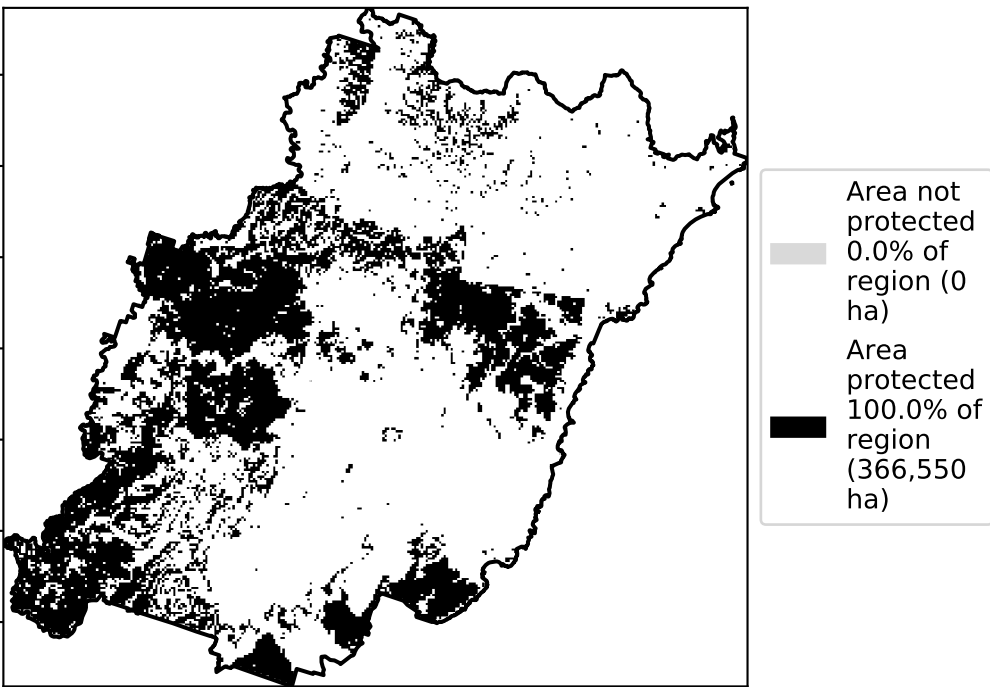 Area not
protected
0.0% of
region (0
ha)
Area
protected
100.0% of
region
(366,550
ha)